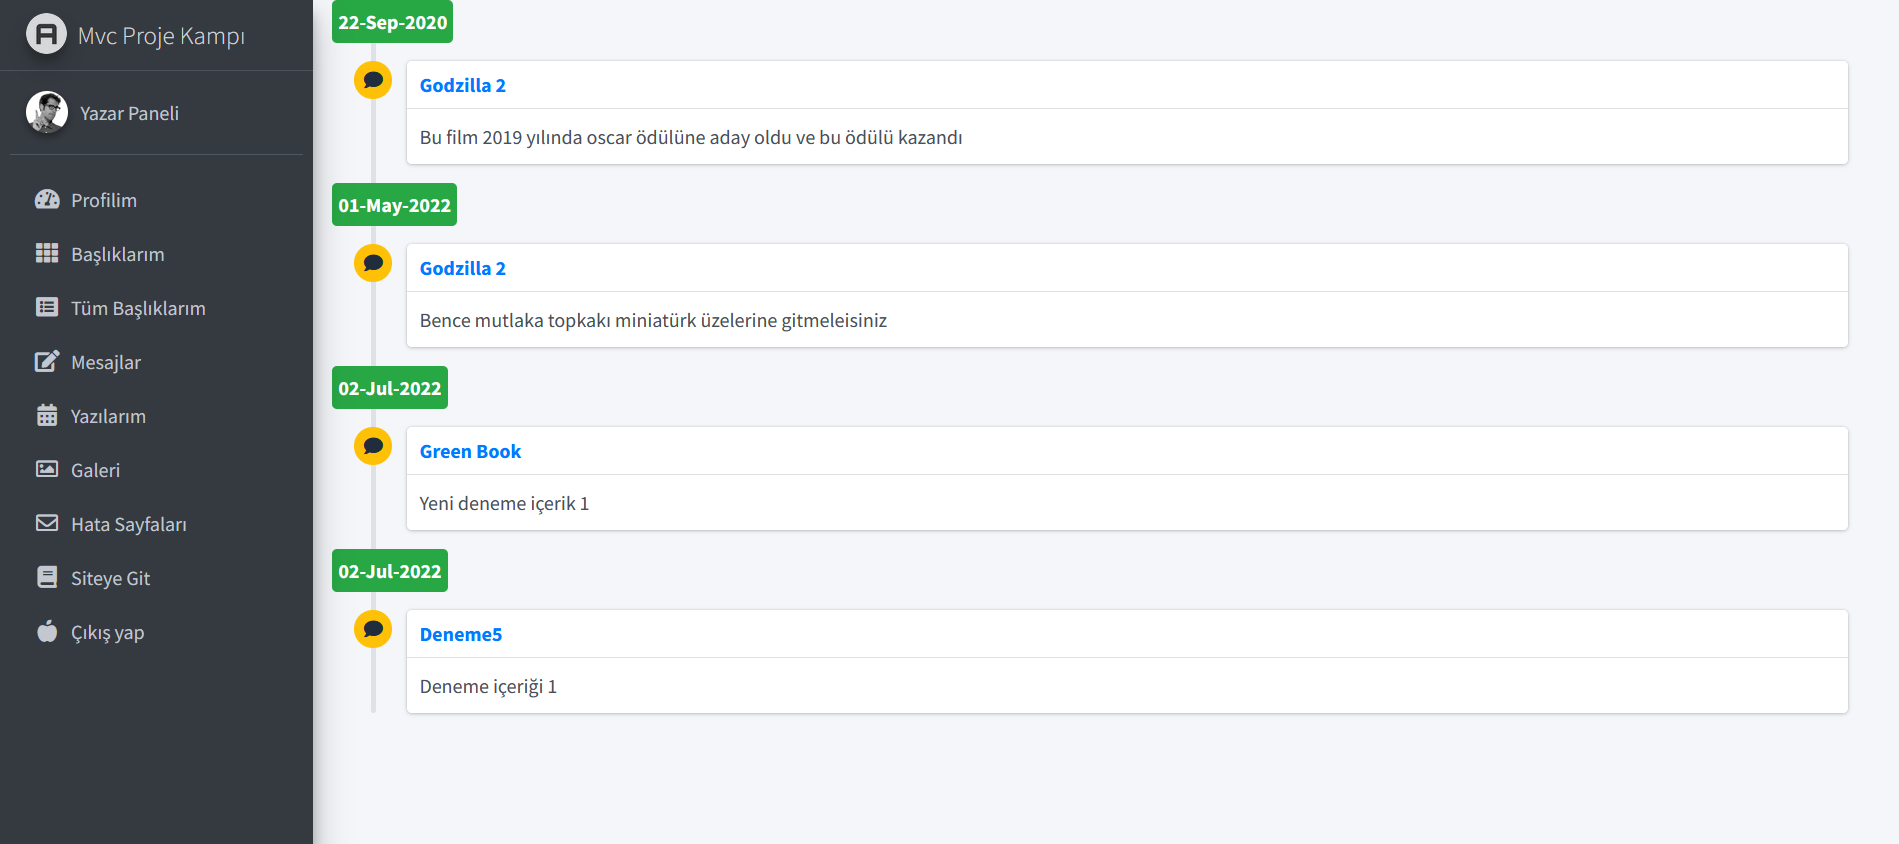 Mvc Proje Kampı
Yazar Paneli
Profilim
Başlıklarım
Tüm Başlıklarım
Mesajlar
Yazılarım
Galeri
Hata Sayfaları
Siteye Git
Çıkış yap
22-Sep-2020
Godzilla 2
Bu film 2019 yılında oscar ödülüne aday oldu ve bu ödülü kazandı
01-May-2022
Godzilla 2
Bence mutlaka topkakı miniatürk üzelerine gitmeleisiniz
02-Jul-2022
Green Book
Yeni deneme içerik 1
02-Jul-2022
Deneme5
Deneme içeriği 1